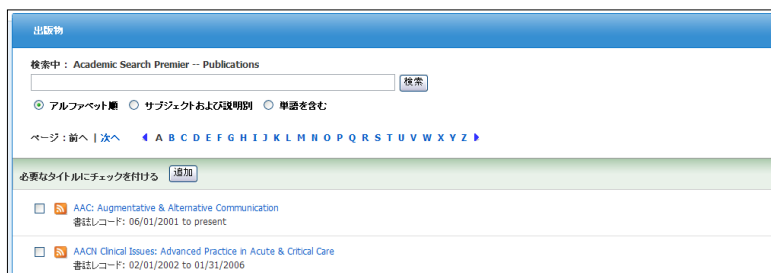 出版物
検索中： Academic Search Premier -- Publications
検索
アルファベット順 サブジェクトおよび説明別 単語を含む
ページ：前へ | 次へ A B C D E F G H I J K L M N O P Q R S T U V W X Y Z
必要なタイトルにチェックを付ける 追加
AAC: Augmentative & Alternative Communication
書誌レコード: 06/01/2001 to present
AACN Clinical Issues: Advanced Practice in Acute & Critical Care
書誌レコード: 02/01/2002 to 01/31/2006